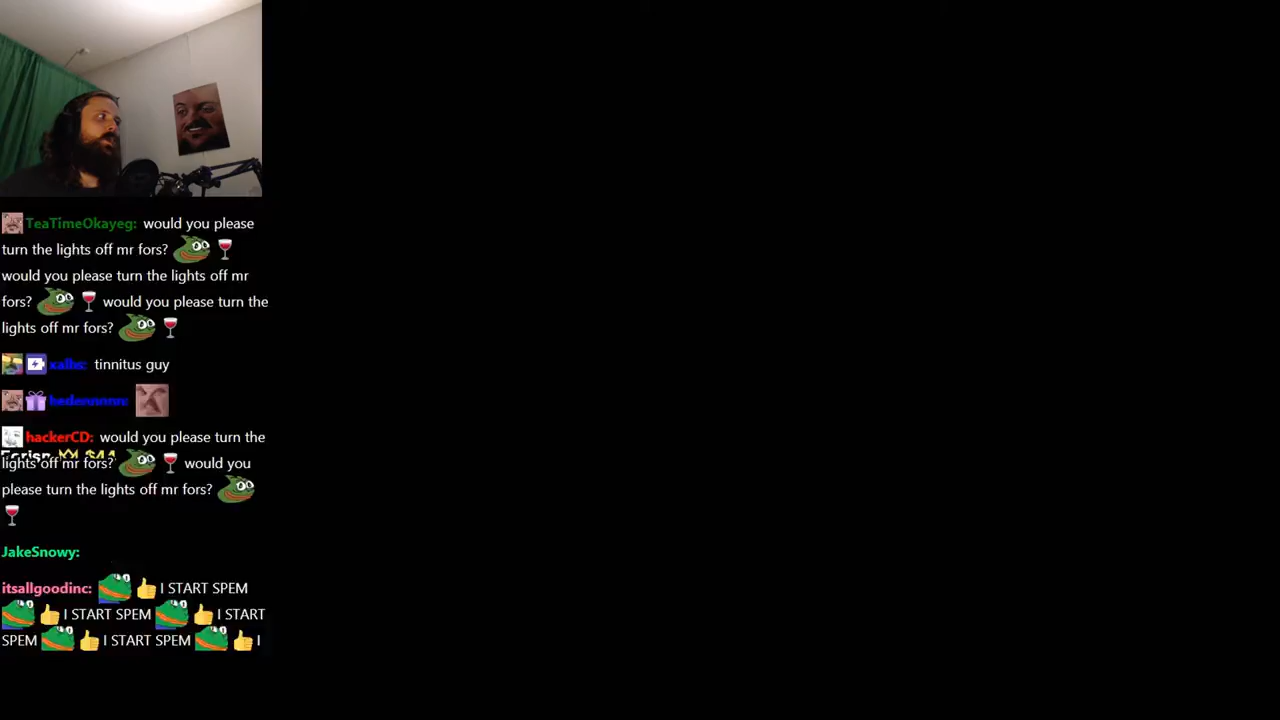 TeaTimeOkayeg: would you please
turn the lights off mr fors?
would you please turn the lights off mr
fors? would you please turn the
lights off mr fors?
xalhs: tinnitus guy
hackerCD: would you please turn the
lights off mr fors? would you
please turn the lights off mr fors?
JakeSnowy:
itsallgoodinc: I START SPEM
I START SPEM I START
SPEM I START SPEM I